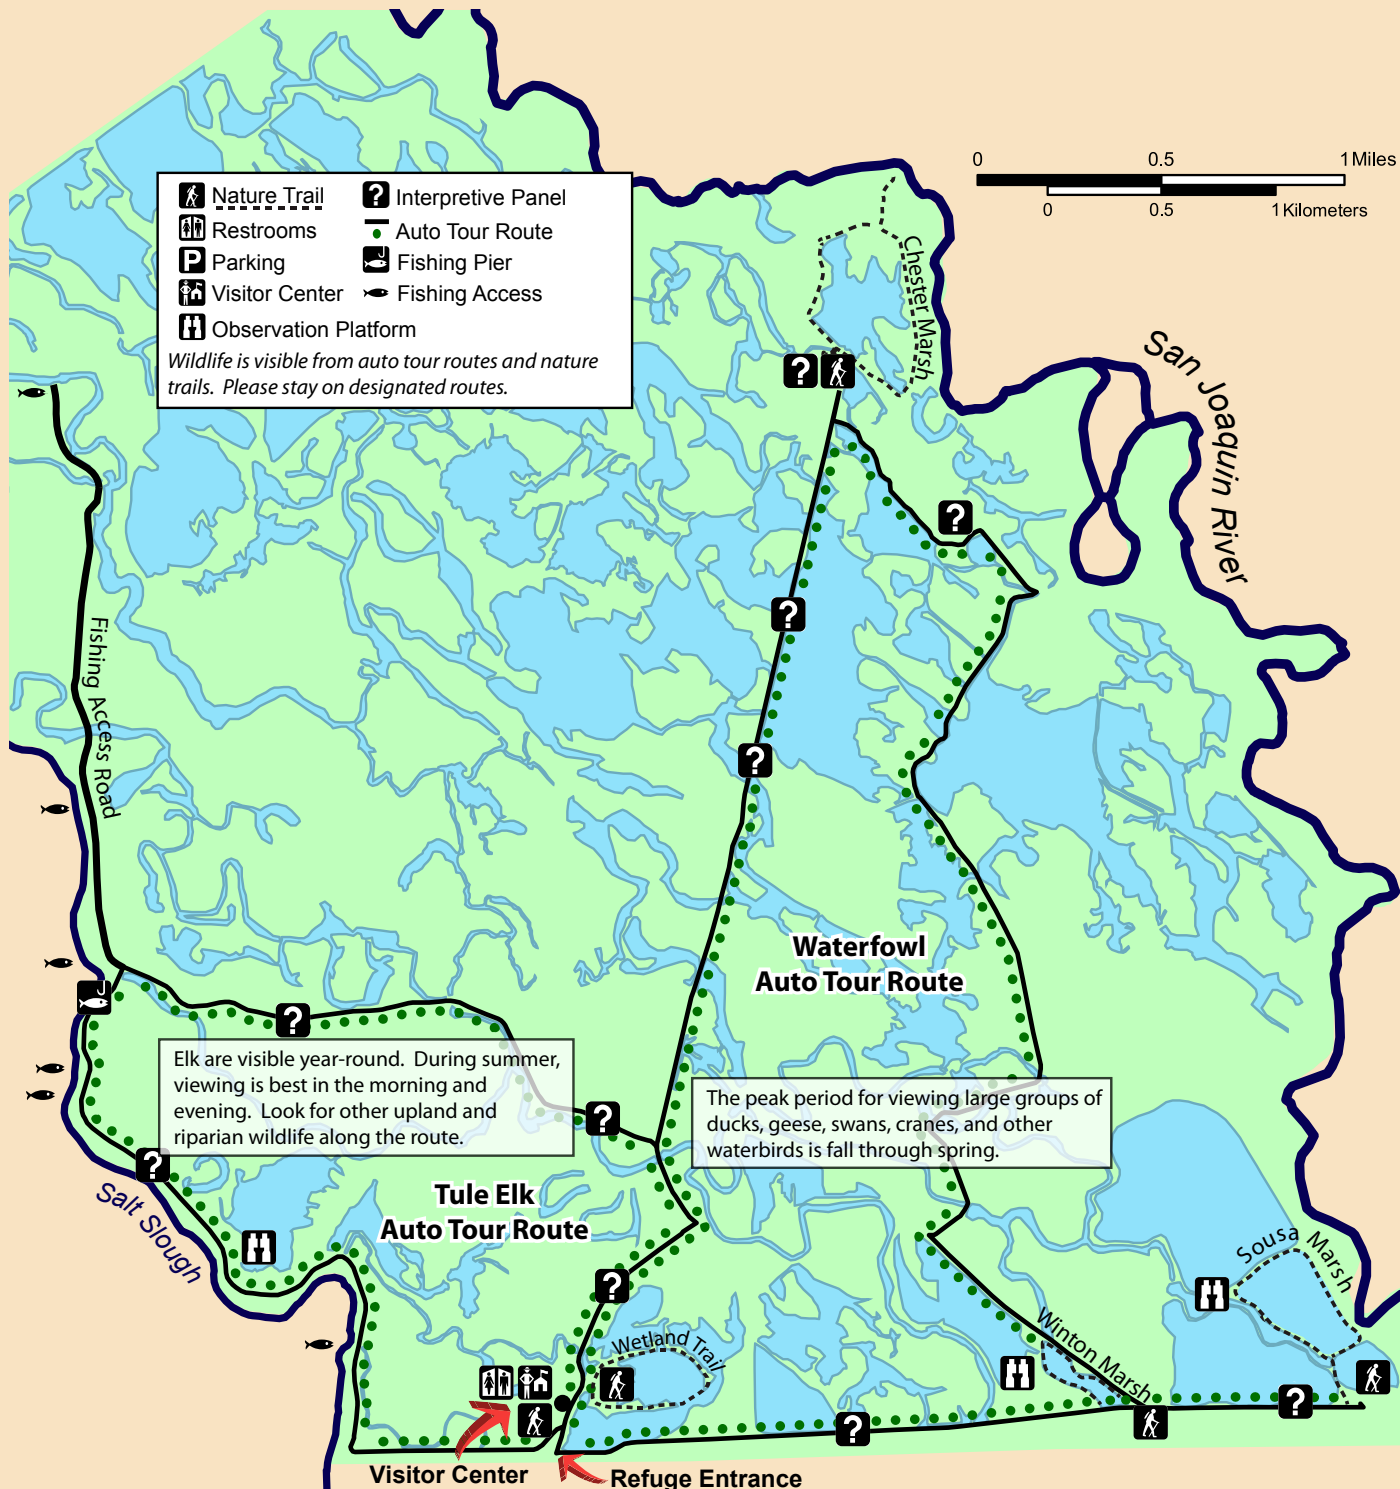 0 0.5 1 Miles
0 0.5 1 Kilometers
Nature Trail
Restrooms
P Parking
Visitor Center
Observation Platform
? Interpretive Panel
Auto Tour Route
Fishing Pier
Fishing Access
Wildlife is visible from auto tour routes and nature
trails. Please stay on designated routes.
Chester Marsh
?
San Joaquin River
?
?
Fishing Access Road
?
Waterfowl
Auto Tour Route
?
Elk are visible year-round. During summer,
viewing is best in the morning and
evening. Look for other upland and
riparian wildlife along the route.
?
The peak period for viewing large groups of
ducks, geese, swans, cranes, and other
waterbirds is fall through spring.
?
Salt Slough
Tule Elk
Auto Tour Route
Sousa Marsh
?
Wetland Trail
Winton Marsh
?
?
Visitor Center
Refuge Entrance